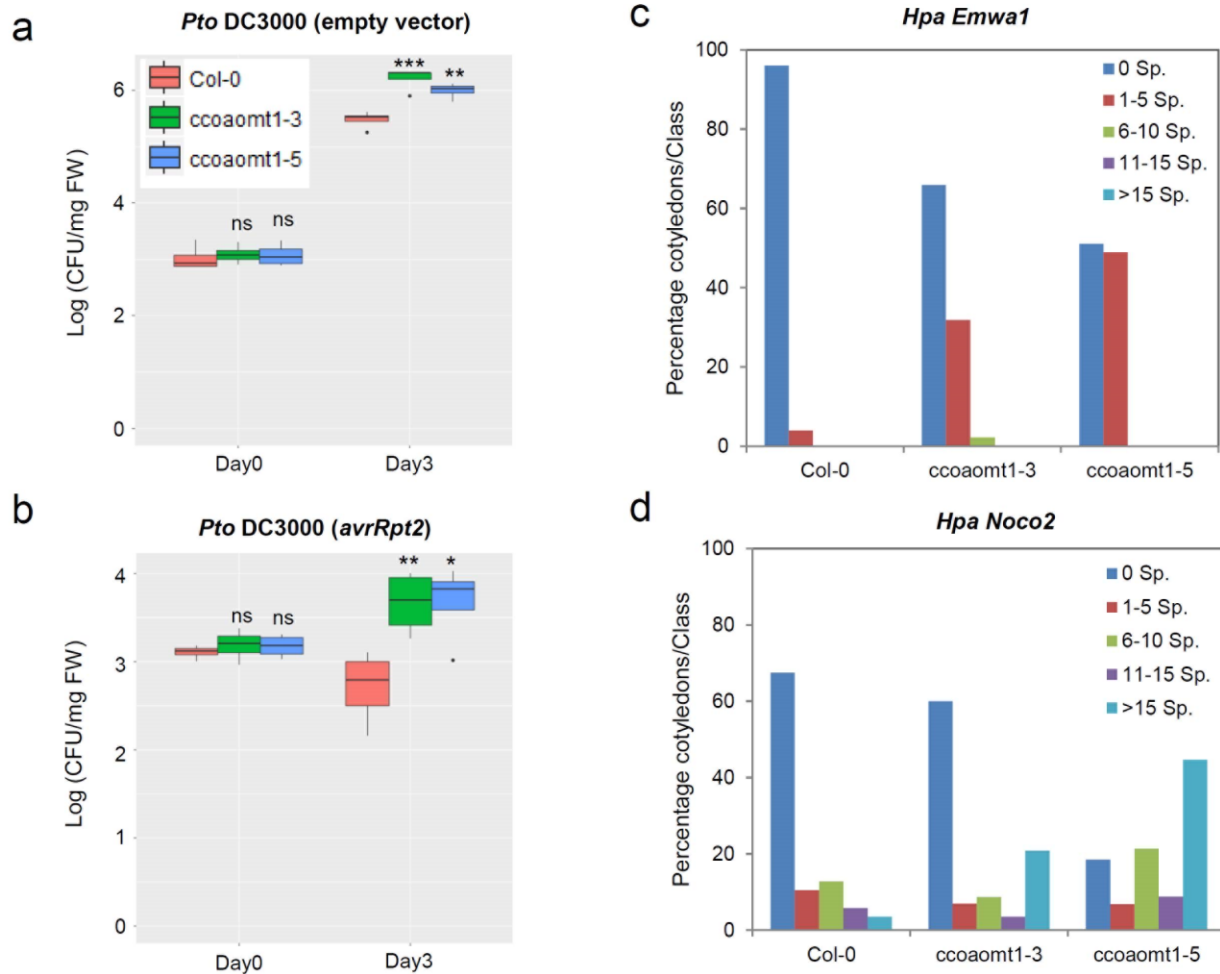 a
Pto DC3000 (empty vector)
Log (CFU/mg FW)
6
4
2
0
Col-0
ccoaomt1-3
ccoaomt1-5
ns
ns
***
**
Day0
Day3
b
Pto DC3000 (avrRpt2)
Log (CFU/mg FW)
4
3
2
1
0
ns
ns
**
*
Day0
Day3
c
Hpa Emwa1
Percentage cotyledons/Class
100
80
60
40
20
0
0 Sp.
1-5 Sp.
6-10 Sp.
11-15 Sp.
>15 Sp.
Col-0
ccoaomt1-3
ccoaomt1-5
d
Hpa Noco2
Percentage cotyledons/Class
100
80
60
40
20
0
0 Sp.
1-5 Sp.
6-10 Sp.
11-15 Sp.
>15 Sp.
Col-0
ccoaomt1-3
ccoaomt1-5